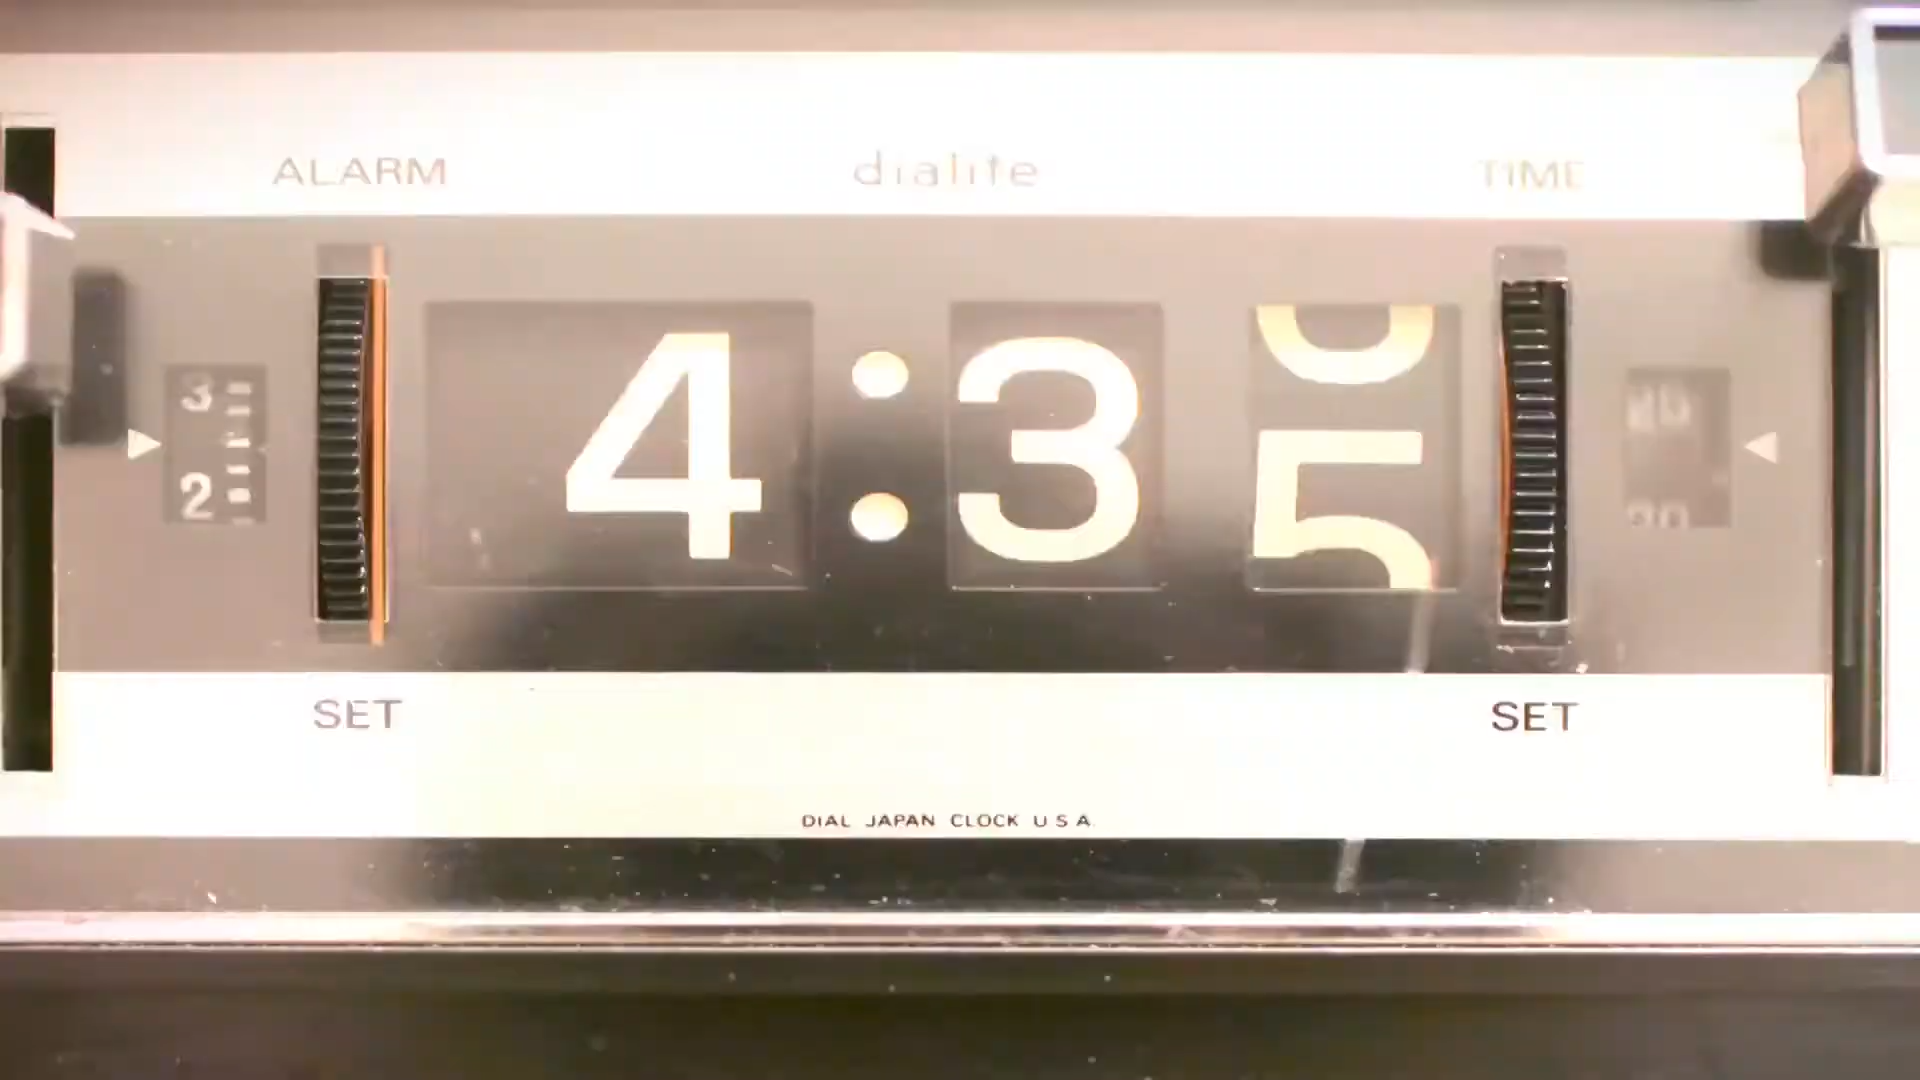 ALARM dialite TIME
3
2
4:3 5
SET SET
DIAL JAPAN CLOCK U S A